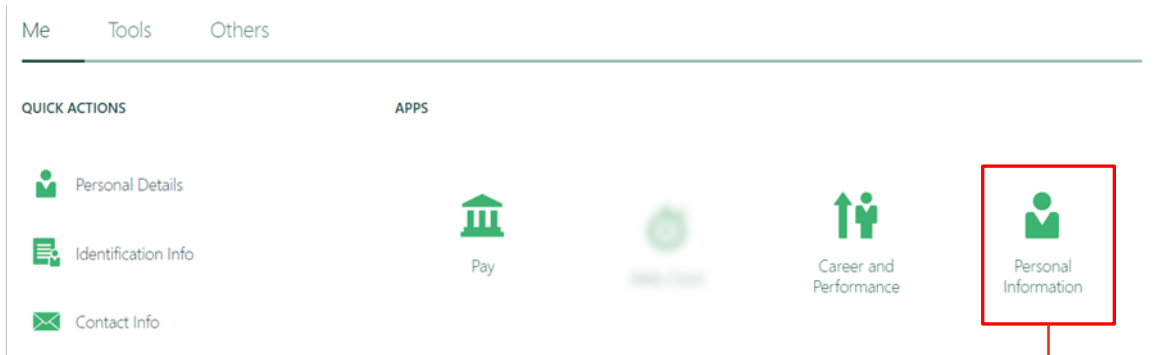 Me
Tools
Others
QUICK ACTIONS
APPS
Personal Details
Identification Info
Contact Info
Pay
Career and
Performance
Personal
Information